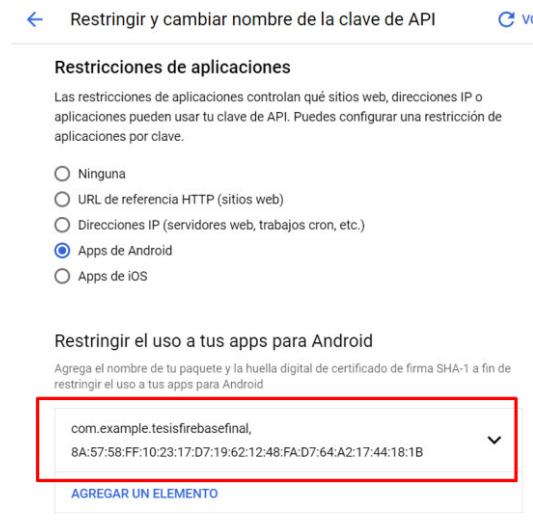 Restringir y cambiar nombre de la clave de API
Restricciones de aplicaciones
Las restricciones de aplicaciones controlan qué sitios web, direcciones IP o
aplicaciones pueden usar tu clave de API. Puedes configurar una restricción de
aplicaciones por clave.
Ninguna
URL de referencia HTTP (sitios web)
Direcciones IP (servidores web, trabajos cron, etc.)
Apps de Android
Apps de iOS
Restringir el uso a tus apps para Android
Agrega el nombre de tu paquete y la huella digital de certificado de firma SHA-1 a fin de
restringir el uso a tus apps para Android
com.example.tesisfirebasefinal,
8A:57:58:FF:10:23:17:D7:19:62:12:48:FA:D7:64:A2:17:44:18:1B
AGREGAR UN ELEMENTO